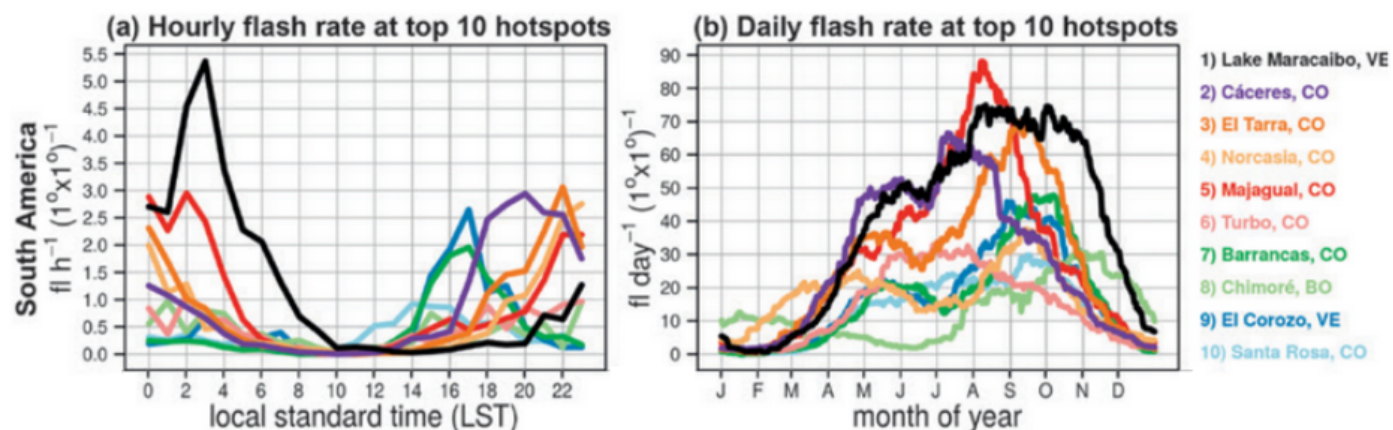 (a) Hourly flash rate at top 10 hotspots
South America
fl h⁻¹ (1°x1°)⁻¹
5.5
5.0
4.5
4.0
3.5
3.0
2.5
2.0
1.5
1.0
0.5
0.0
0 2 4 6 8 10 12 14 16 18 20 22
local standard time (LST)
(b) Daily flash rate at top 10 hotspots
fl day⁻¹ (1°x1°)⁻¹
90
80
70
60
50
40
30
20
10
0
J F M A M J J A S O N D
month of year
1) Lake Maracaibo, VE
2) Cáceres, CO
3) El Tarra, CO
4) Norcasia, CO
5) Majagual, CO
6) Turbo, CO
7) Barrancas, CO
8) Chimoré, BO
9) El Corozo, VE
10) Santa Rosa, CO